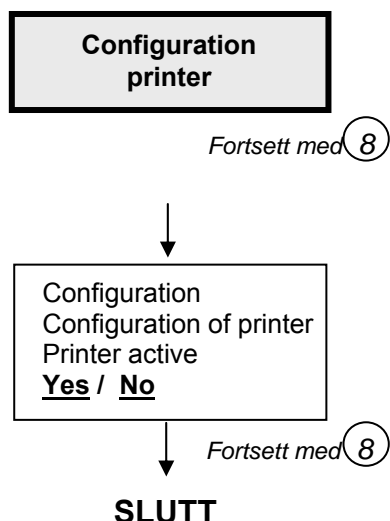 Configuration
printer
Fortsett med 8
Configuration
Configuration of printer
Printer active
Yes / No
Fortsett med 8
SLUTT